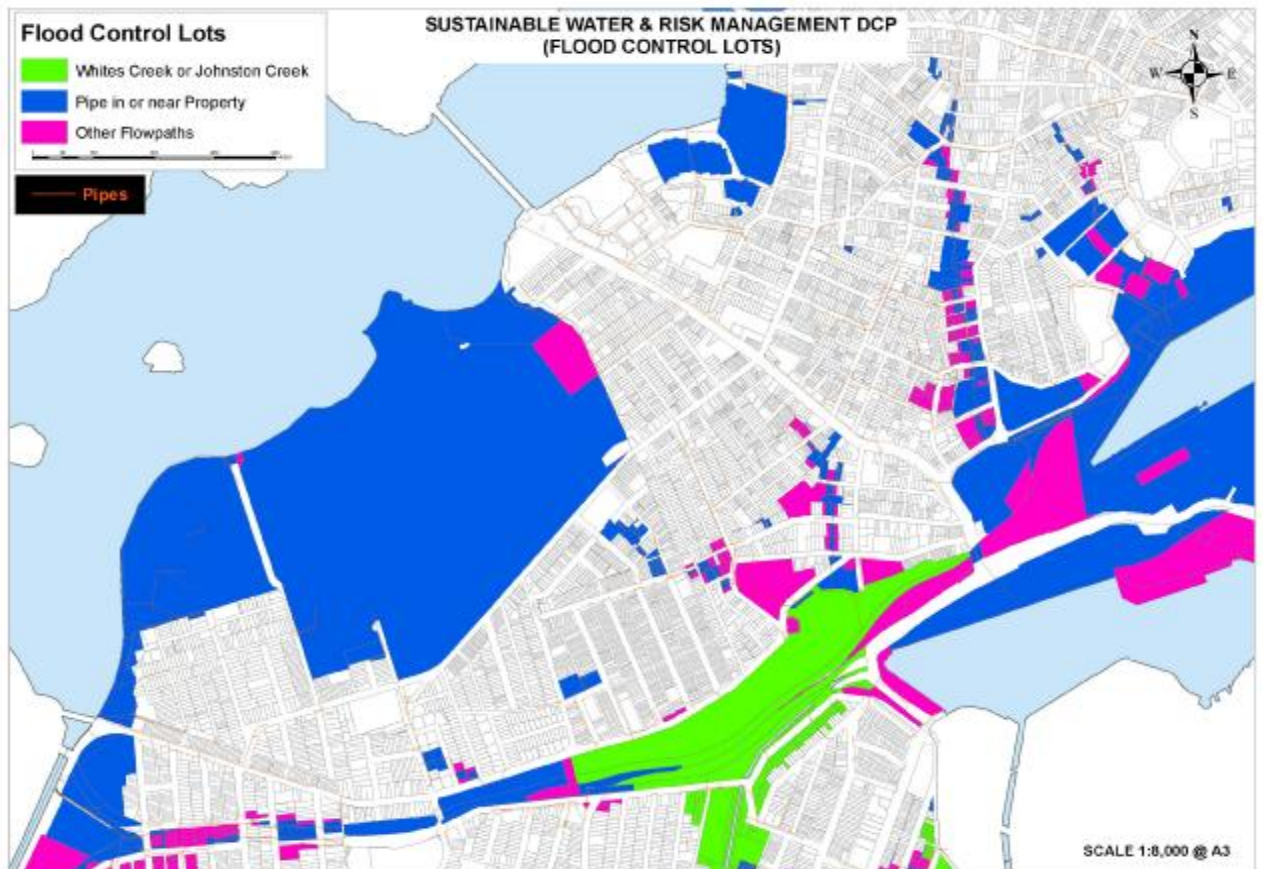 SUSTAINABLE WATER & RISK MANAGEMENT DCP
(FLOOD CONTROL LOTS)
Flood Control Lots
Whites Creek or Johnston Creek
Pipe in or near Property
Other Flowpaths
Pipes
N
W
E
S
SCALE 1:8,000 @ A3